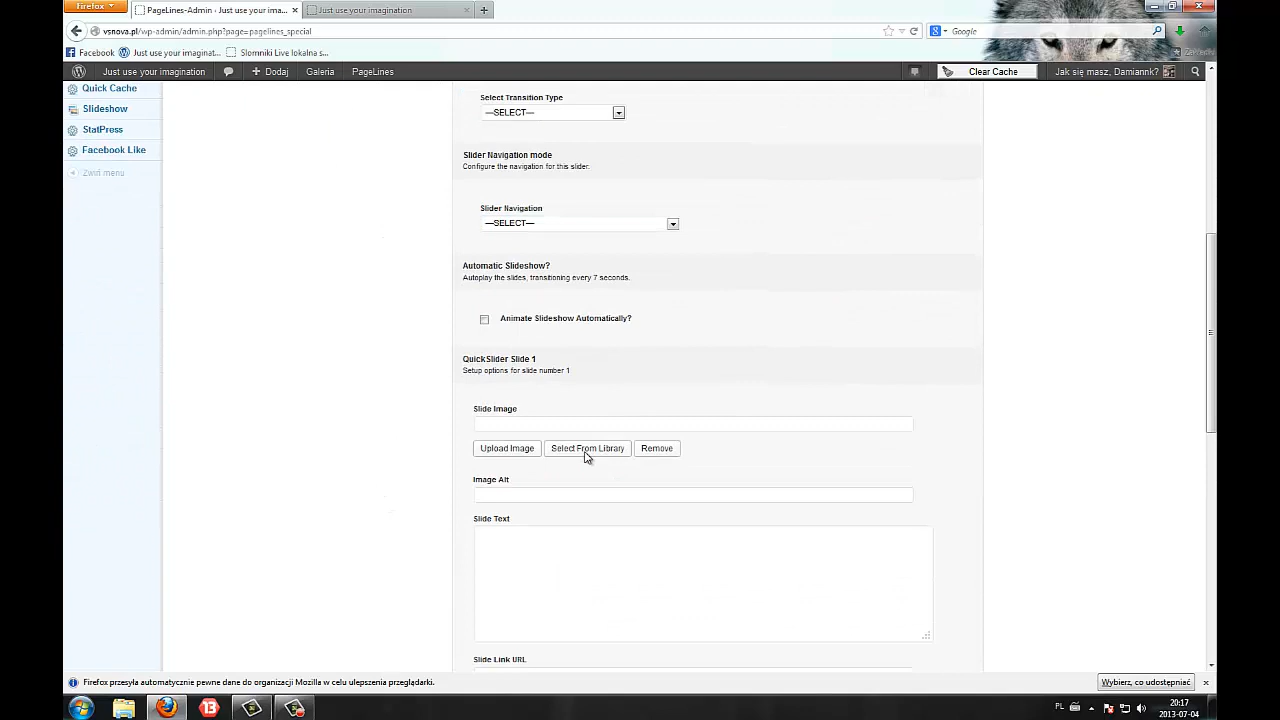 Firefox
PageLines-Admin ‹ Just use your ima...
Just use your imagination
vsnova.pl/wp-admin/admin.php?page=pagelines_special
Google
Facebook
Just use your imaginat...
Slomniki Live lokalna s...
Just use your imagination
Dodaj
Galeria
PageLines
Clear Cache
Jak się masz, Damiannk?
Quick Cache
Slideshow
StatPress
Facebook Like
Zwiń menu
Select Transition Type
—SELECT—
Slider Navigation mode
Configure the navigation for this slider.
Slider Navigation
—SELECT—
Automatic Slideshow?
Autoplay the slides, transitioning every 7 seconds.
Animate Slideshow Automatically?
QuickSlider Slide 1
Setup options for slide number 1
Slide Image
Upload Image
Select From Library
Remove
Image Alt
Slide Text
Slide Link URL
Firefox przesyła automatycznie pewne dane do organizacji Mozilla w celu ulepszenia przeglądarki.
Wybierz, co udostępniać
13
PL
20:17
2013-07-04